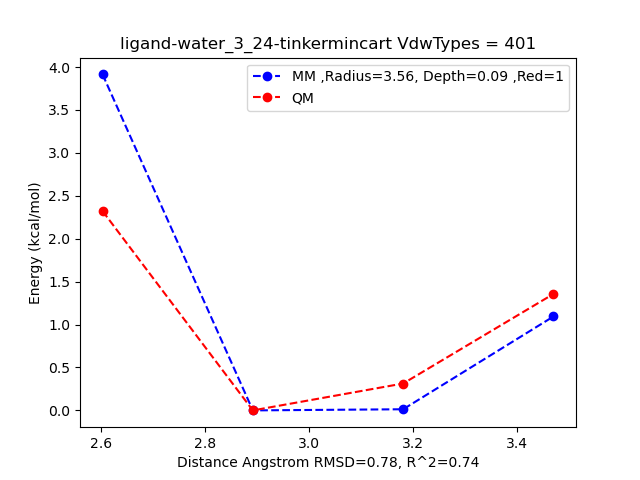 ligand-water_3_24-tinkermincart VdwTypes = 401
MM ,Radius=3.56, Depth=0.09 ,Red=1
QM
Energy (kcal/mol)
4.0
3.5
3.0
2.5
2.0
1.5
1.0
0.5
0.0
2.6 2.8 3.0 3.2 3.4
Distance Angstrom RMSD=0.78, R^2=0.74